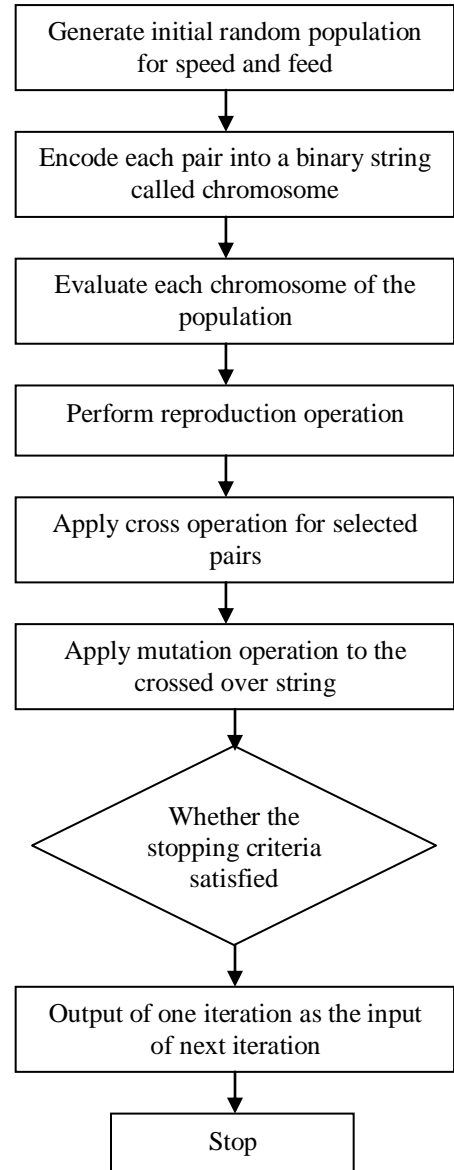 Generate initial random population
for speed and feed
Encode each pair into a binary string
called chromosome
Evaluate each chromosome of the
population
Perform reproduction operation
Apply cross operation for selected
pairs
Apply mutation operation to the
crossed over string
Whether the
stopping criteria
satisfied
Output of one iteration as the input
of next iteration
Stop